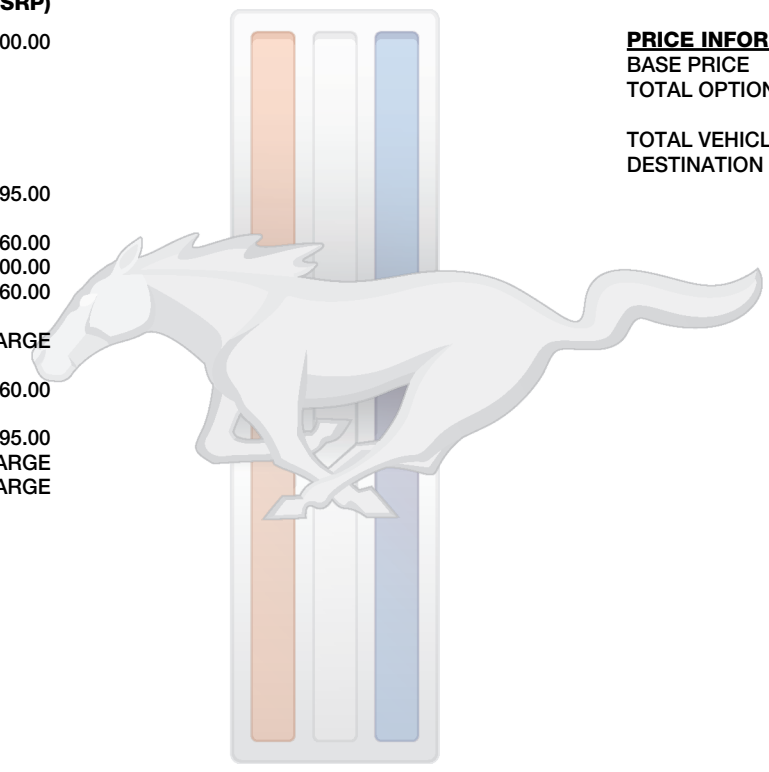 SRP)
00.00
95.00
60.00
00.00
60.00
ARGE
60.00
95.00
ARGE
ARGE
PRICE INFOR
BASE PRICE
TOTAL OPTION
TOTAL VEHICL
DESTINATION